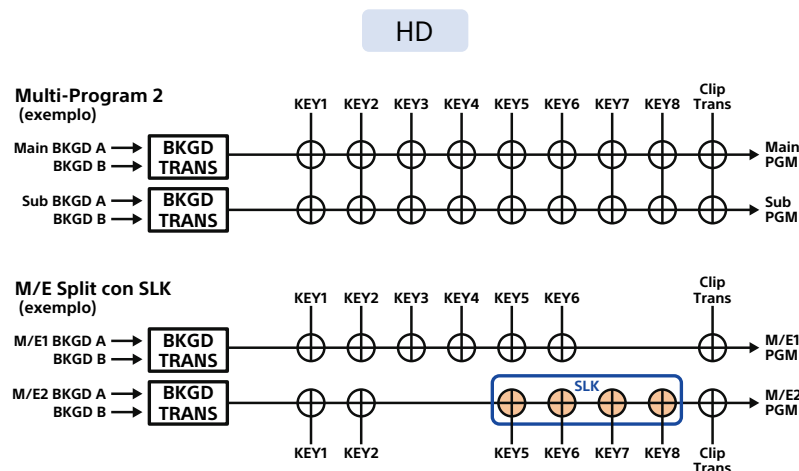 HD
Multi-Program 2
(exemplo)
KEY1 KEY2 KEY3 KEY4 KEY5 KEY6 KEY7 KEY8 Clip Trans
Main BKGD A
BKGD B
BKGD TRANS
Main PGM
Sub BKGD A
BKGD B
BKGD TRANS
Sub PGM
M/E Split con SLK
(exemplo)
KEY1 KEY2 KEY3 KEY4 KEY5 KEY6 Clip Trans
M/E1 BKGD A
BKGD B
BKGD TRANS
M/E1 PGM
M/E2 BKGD A
BKGD B
BKGD TRANS
SLK
M/E2 PGM
KEY1 KEY2 KEY5 KEY6 KEY7 KEY8 Clip Trans